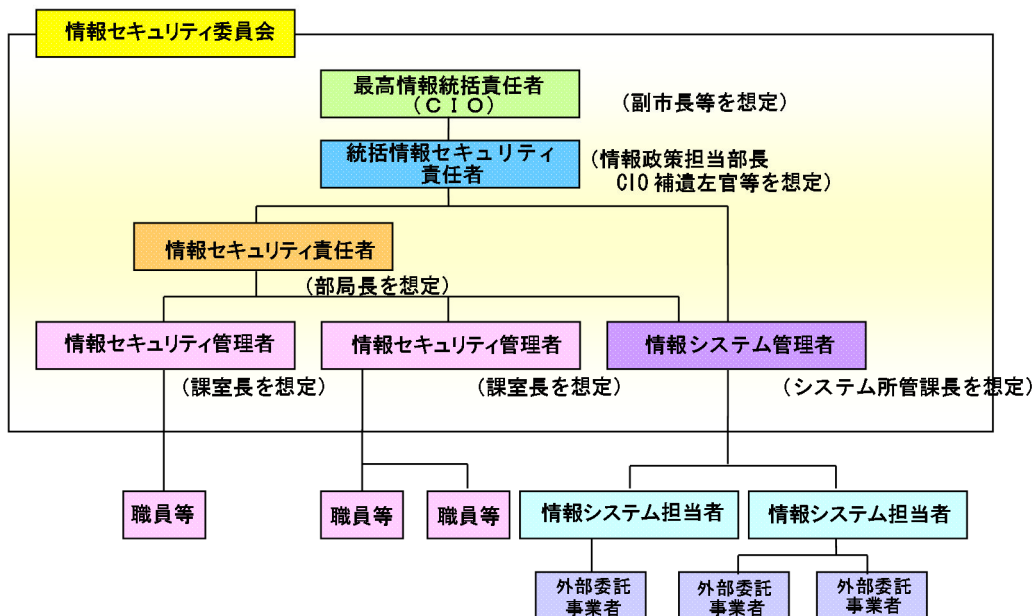 情報セキュリティ委員会
最高情報統括責任者
（ＣＩＯ）
（副市長等を想定）
統括情報セキュリティ
責任者
（情報政策担当部長
CIO補遺左官等を想定）
情報セキュリティ責任者
（部局長を想定）
情報セキュリティ管理者
情報セキュリティ管理者
情報システム管理者
（課室長を想定）
（課室長を想定）
（システム所管課長を想定）
職員等
職員等
職員等
情報システム担当者
情報システム担当者
外部委託
事業者
外部委託
事業者
外部委託
事業者